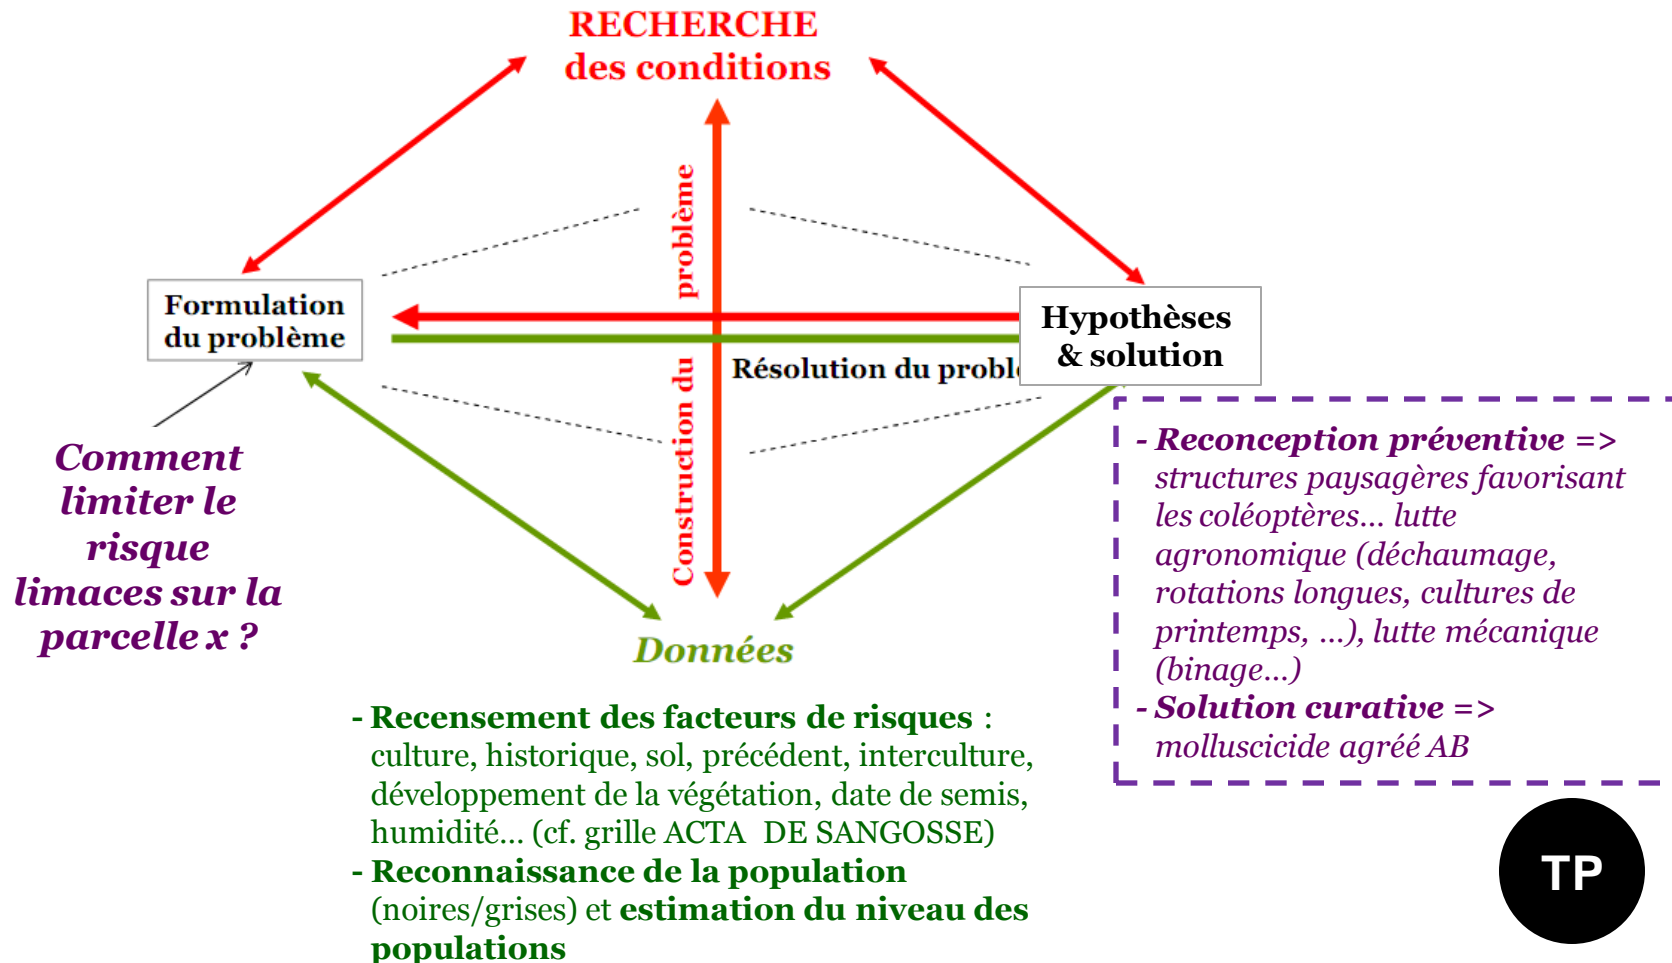 RECHERCHE
des conditions
Construction du problème
Formulation
du problème
Hypothèses
& solution
Résolution du probl
Comment
limiter le
risque
limaces sur la
parcelle x ?
Données
- Reconception préventive =>
structures paysagères favorisant
les coléoptères... lutte
agronomique (déchaumage,
rotations longues, cultures de
printemps, ...), lutte mécanique
(binage...)
- Solution curative =>
molluscicide agréé AB
- Recensement des facteurs de risques :
culture, historique, sol, précédent, interculture,
développement de la végétation, date de semis,
humidité... (cf. grille ACTA DE SANGOSSE)
- Reconnaissance de la population
(noires/grises) et estimation du niveau des
populations
TP